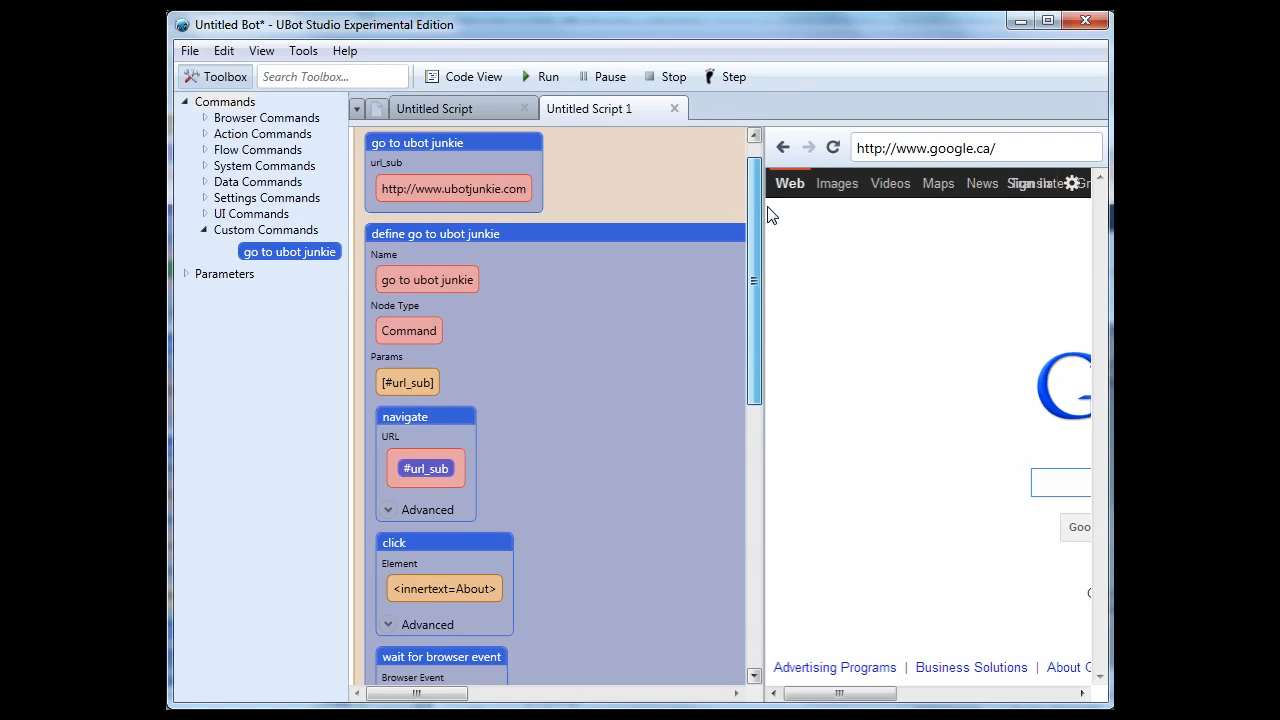 Untitled Bot* - UBot Studio Experimental Edition
File Edit View Tools Help
Toolbox Search Toolbox... Code View Run Pause Stop Step
Commands
Browser Commands
Action Commands
Flow Commands
System Commands
Data Commands
Settings Commands
UI Commands
Custom Commands
go to ubot junkie
Parameters
Untitled Script Untitled Script 1
go to ubot junkie
url_sub
http://www.ubotjunkie.com
define go to ubot junkie
Name
go to ubot junkie
Node Type
Command
Params
[#url_sub]
navigate
URL
#url_sub
Advanced
click
Element
<innertext=About>
Advanced
wait for browser event
Browser Event
http://www.google.ca/
Web Images Videos Maps News Sign in Gr
G
Goo
Advertising Programs | Business Solutions | About G